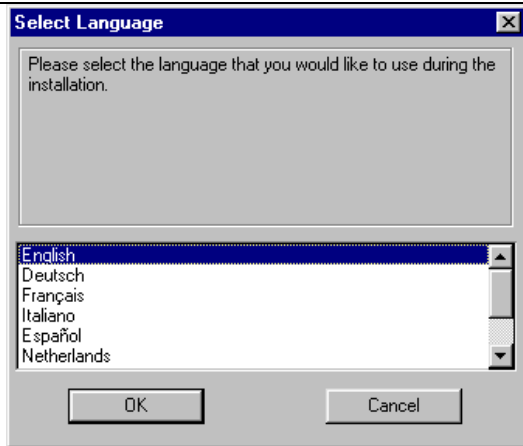 Select Language
Please select the language that you would like to use during the
installation.
English
Deutsch
Français
Italiano
Español
Netherlands
OK
Cancel